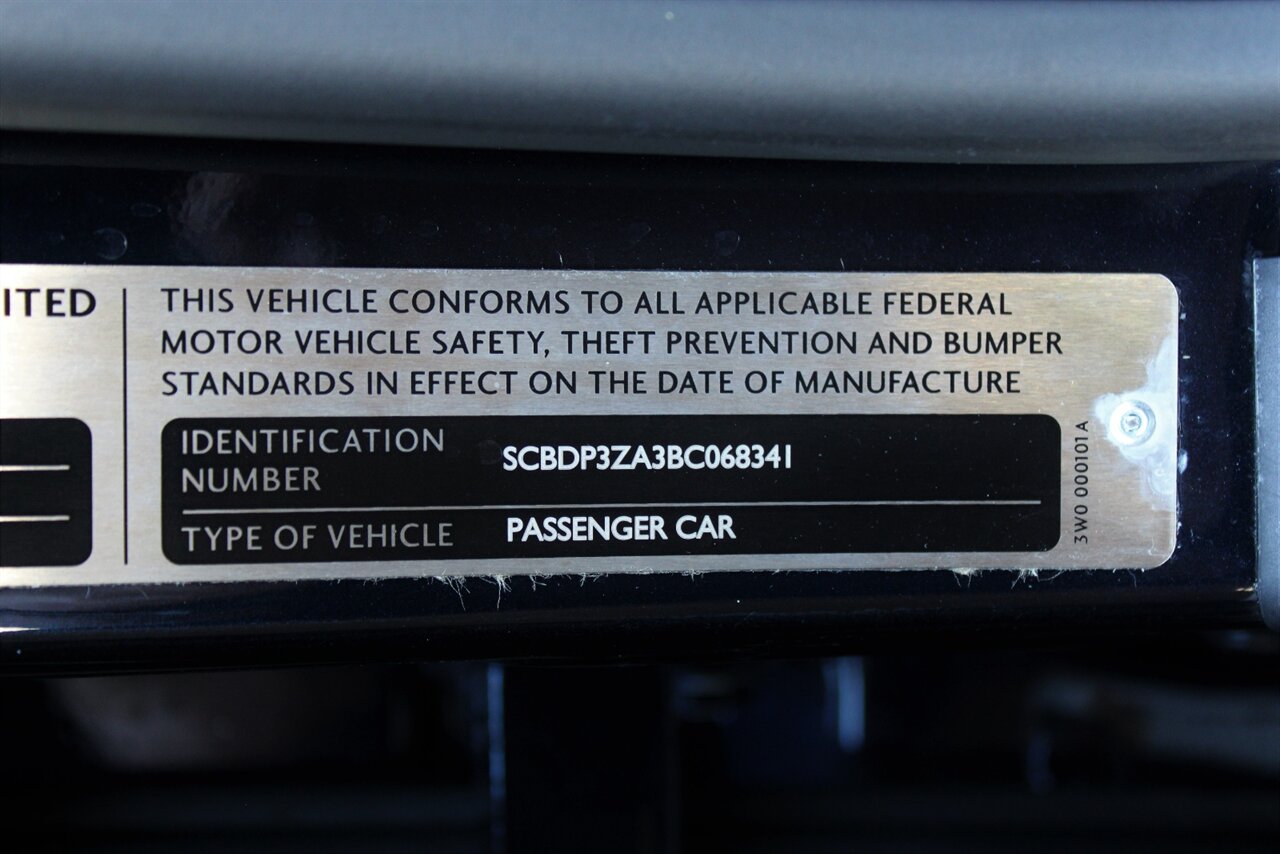 ITED
THIS VEHICLE CONFORMS TO ALL APPLICABLE FEDERAL
MOTOR VEHICLE SAFETY, THEFT PREVENTION AND BUMPER
STANDARDS IN EFFECT ON THE DATE OF MANUFACTURE
IDENTIFICATION
NUMBER
SCBDP3ZA3BC068341
TYPE OF VEHICLE PASSENGER CAR
3W0 000101 A